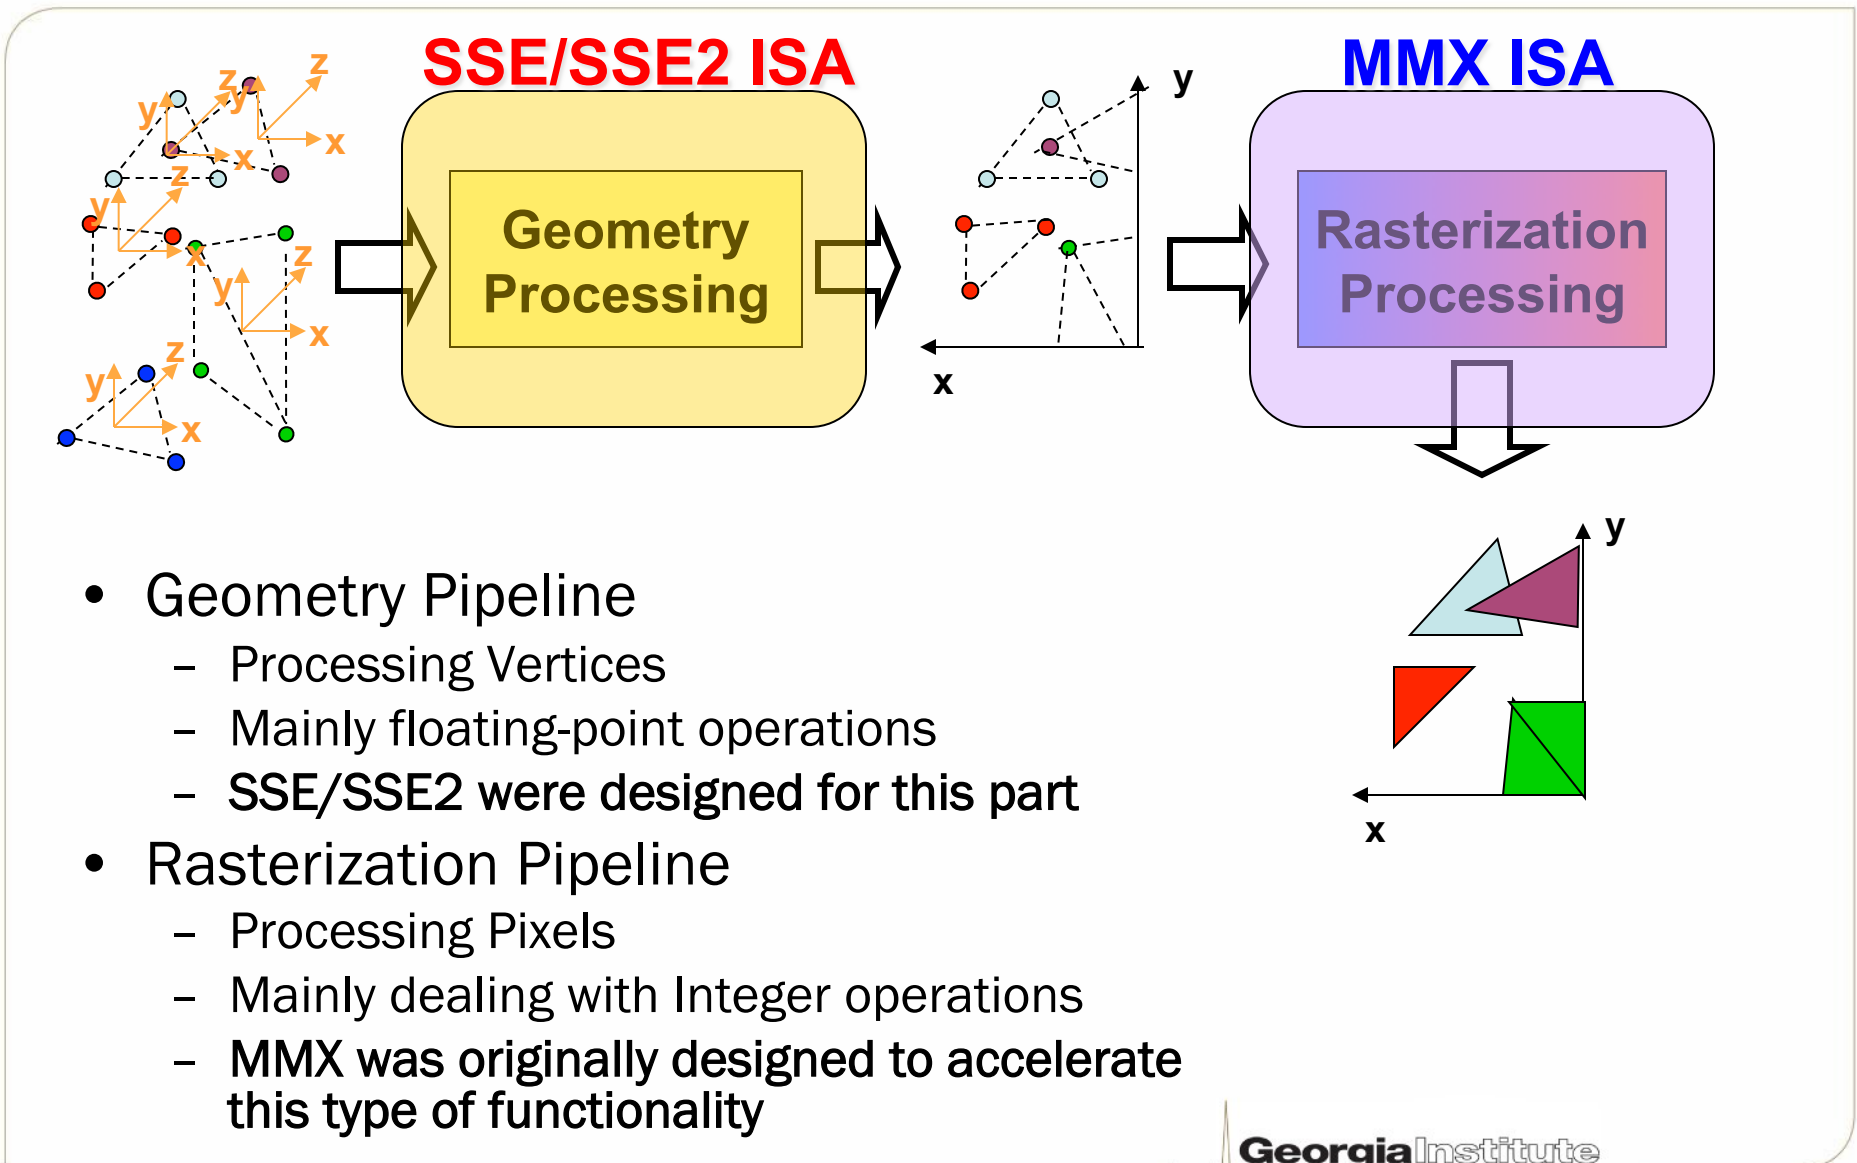 SSE/SSE2 ISA
MMX ISA
z
z
y
y
x
x
z
y
x
z
y
x
z
y
x
Geometry
Processing
y
x
Rasterization
Processing
y
x
• Geometry Pipeline
– Processing Vertices
– Mainly floating-point operations
– SSE/SSE2 were designed for this part
• Rasterization Pipeline
– Processing Pixels
– Mainly dealing with Integer operations
– MMX was originally designed to accelerate
this type of functionality
Georgia Institute